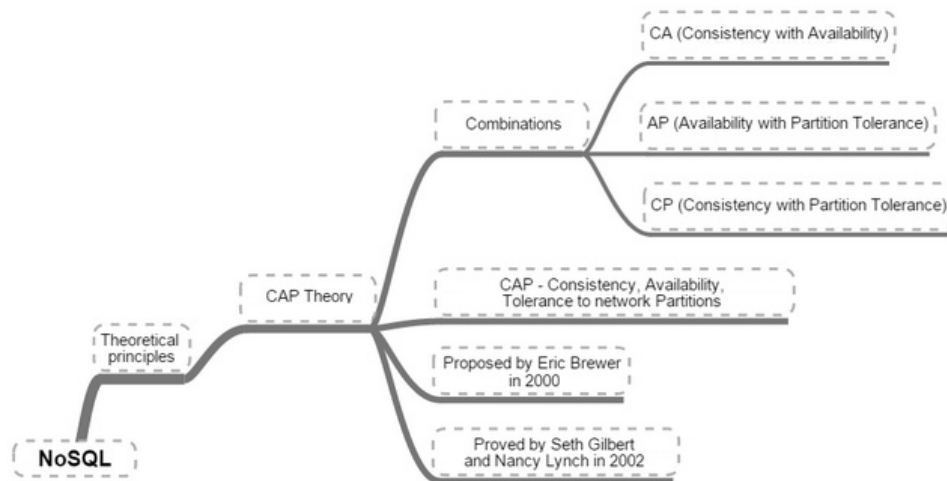 CA (Consistency with Availability)
Combinations
AP (Availability with Partition Tolerance)
CP (Consistency with Partition Tolerance)
CAP Theory
CAP - Consistency, Availability,
Tolerance to network Partitions
Theoretical
principles
Proposed by Eric Brewer
in 2000
NoSQL
Proved by Seth Gilbert
and Nancy Lynch in 2002